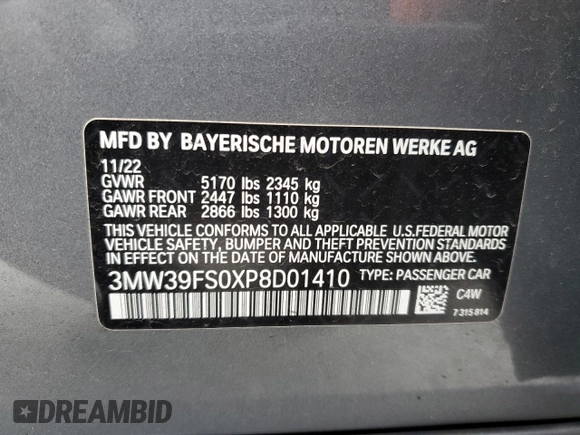 MFD BY BAYERISCHE MOTOREN WERKE AG
11/22
GVWR 5170 lbs 2345 kg
GAWR FRONT 2447 lbs 1110 kg
GAWR REAR 2866 lbs 1300 kg
THIS VEHICLE CONFORMS TO ALL APPLICABLE U.S.FEDERAL MOTOR
VEHICLE SAFETY, BUMPER AND THEFT PREVENTION STANDARDS
IN EFFECT ON THE DATE OF MANUFACTURE SHOWN ABOVE.
3MW39FS0XP8D01410 TYPE: PASSENGER CAR
C4W
7 315 814
DREAMBID